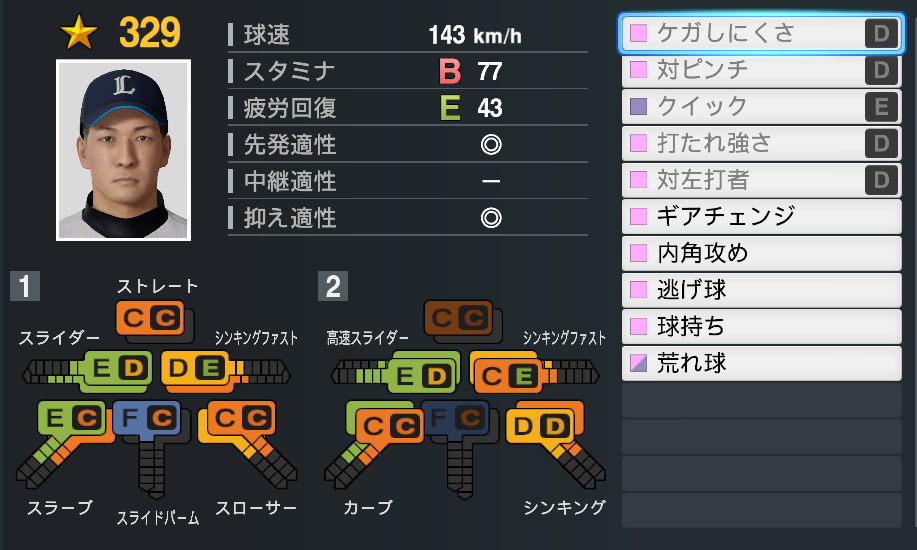 329
L
球速 143 km/h
スタミナ B 77
疲労回復 E 43
先発適性 ◎
中継適性 ー
抑え適性 ◎
ケガしにくさ D
対ピンチ D
クイック E
打たれ強さ D
対左打者 D
ギアチェンジ
内角攻め
逃げ球
球持ち
荒れ球
1
ストレート
C C
スライダー
シンキングファスト
E D
D E
E C
F C
C C
スラーブ
スライドパーム
スローサー
2
C C
高速スライダー
シンキングファスト
E D
C E
C C
F C
D D
カーブ
シンキング